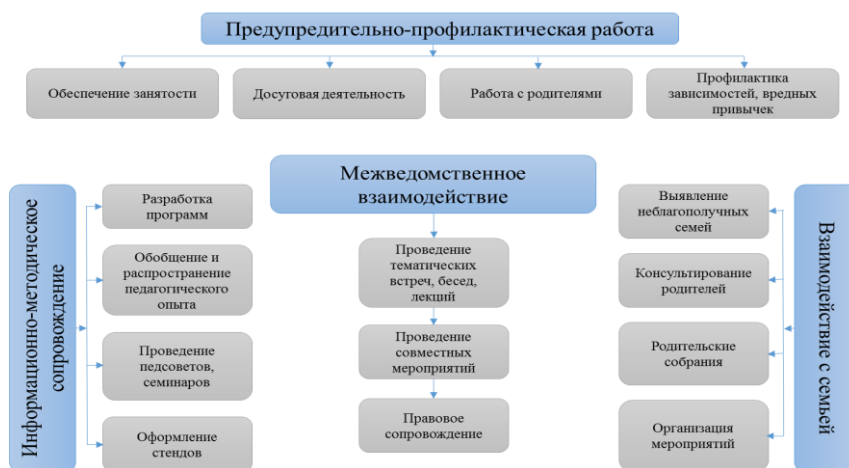 Предупредительно-профилактическая работа
Обеспечение занятости
Досуговая деятельность
Работа с родителями
Профилактика
зависимостей, вредных
привычек
Информационно-методическое
сопровождение
Разработка
программ
Обобщение и
распространение
педагогического
опыта
Проведение
педсоветов,
семинаров
Оформление
стендов
Межведомственное
взаимодействие
Проведение
тематических
встреч, бесед,
лекций
Проведение
совместных
мероприятий
Правовое
сопровождение
Выявление
неблагополучных
семей
Консультирование
родителей
Родительские
собрания
Организация
мероприятий
Взаимодействие с семьей